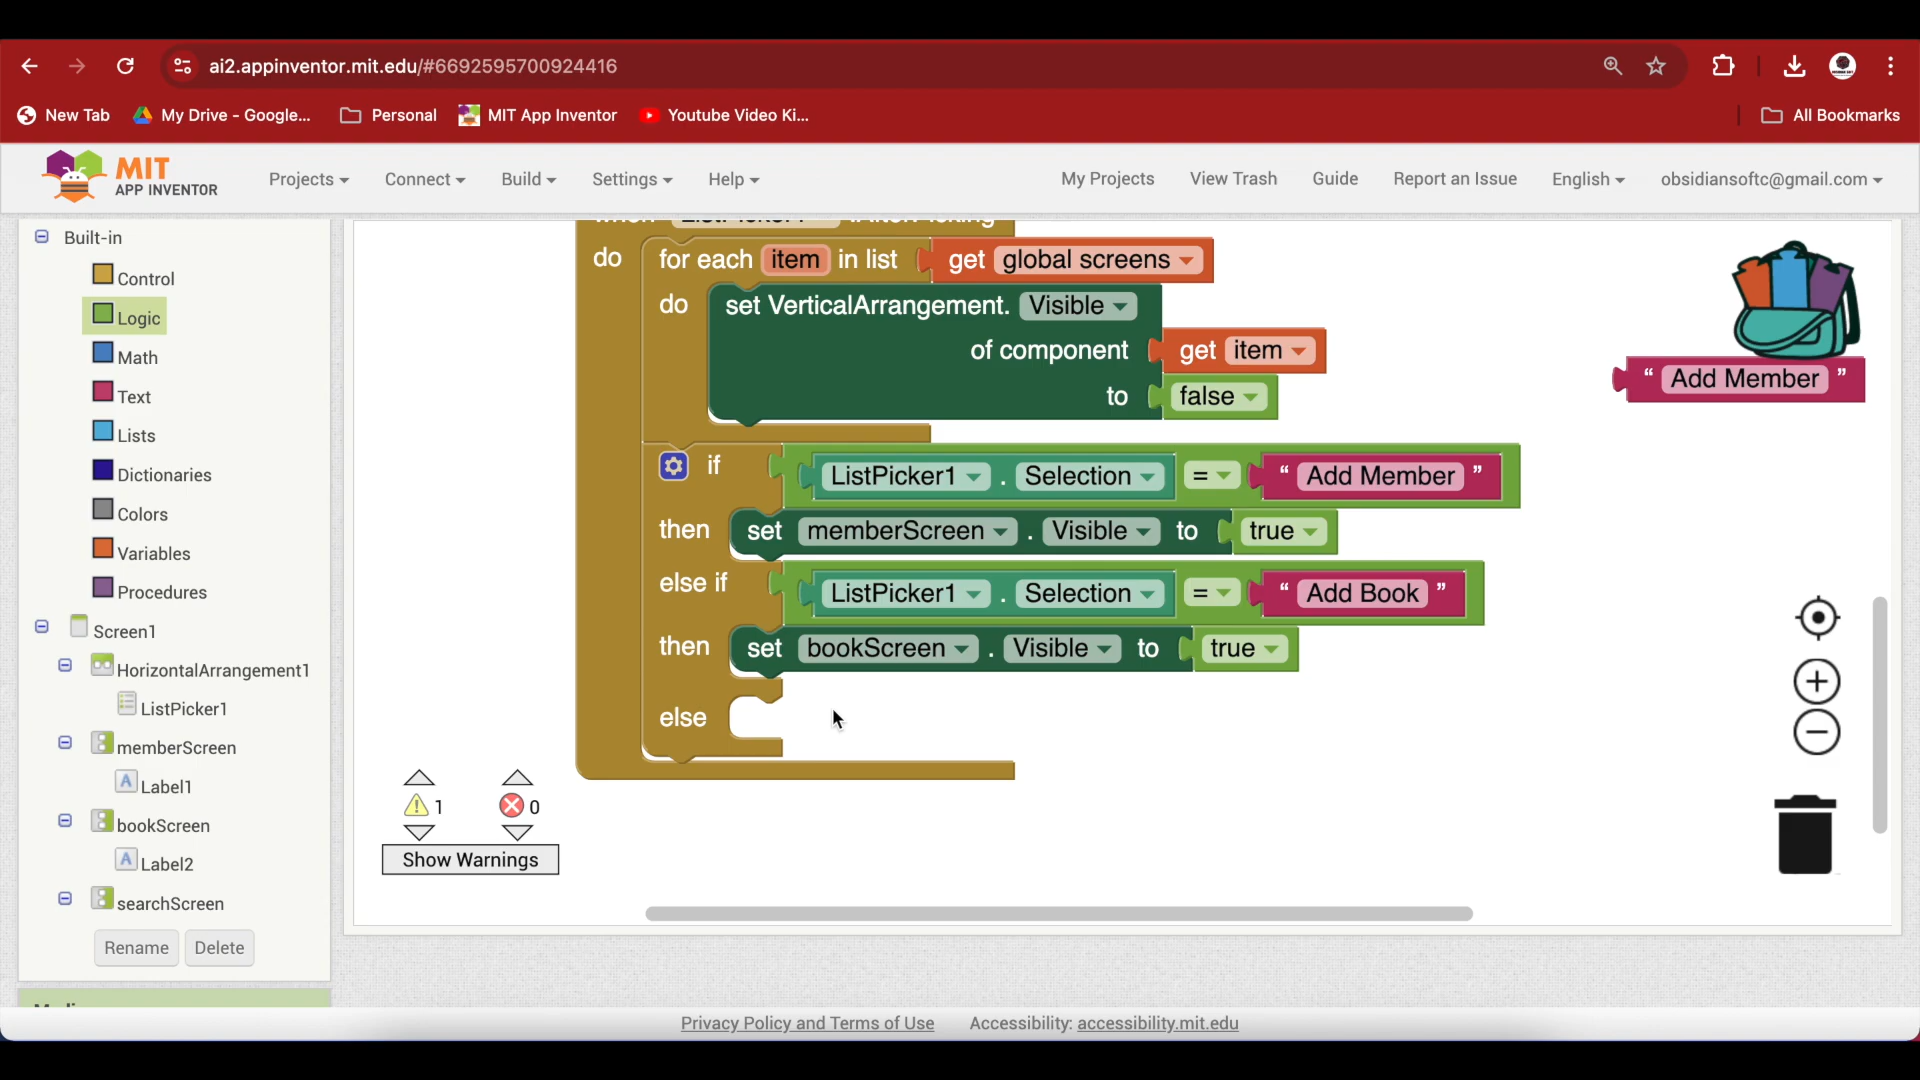 ai2.appinventor.mit.edu/#6692595700924416
New Tab
My Drive - Google...
Personal
MIT App Inventor
Youtube Video Ki...
All Bookmarks
MIT
APP INVENTOR
Projects
Connect
Build
Settings
Help
My Projects
View Trash
Guide
Report an Issue
English
obsidiansoftc@gmail.com
Built-in
Control
Logic
Math
Text
Lists
Dictionaries
Colors
Variables
Procedures
Screen1
HorizontalArrangement1
ListPicker1
memberScreen
Label1
bookScreen
Label2
searchScreen
Rename
Delete
do for each item in list get global screens
do set VerticalArrangement. Visible
of component get item
to false
if ListPicker1 . Selection = “ Add Member ”
then set memberScreen . Visible to true
else if ListPicker1 . Selection = “ Add Book ”
then set bookScreen . Visible to true
else
“ Add Member ”
1
0
Show Warnings
Privacy Policy and Terms of Use
Accessibility: accessibility.mit.edu